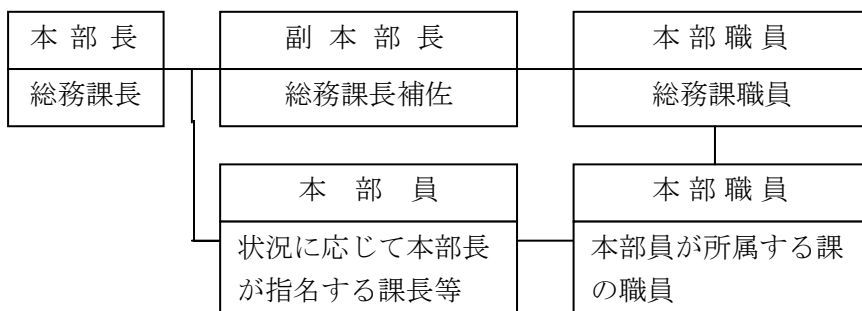 本部長
総務課長
副本部長
総務課長補佐
本部職員
総務課職員
本部員
状況に応じて本部長
が指名する課長等
本部職員
本部員が所属する課
の職員